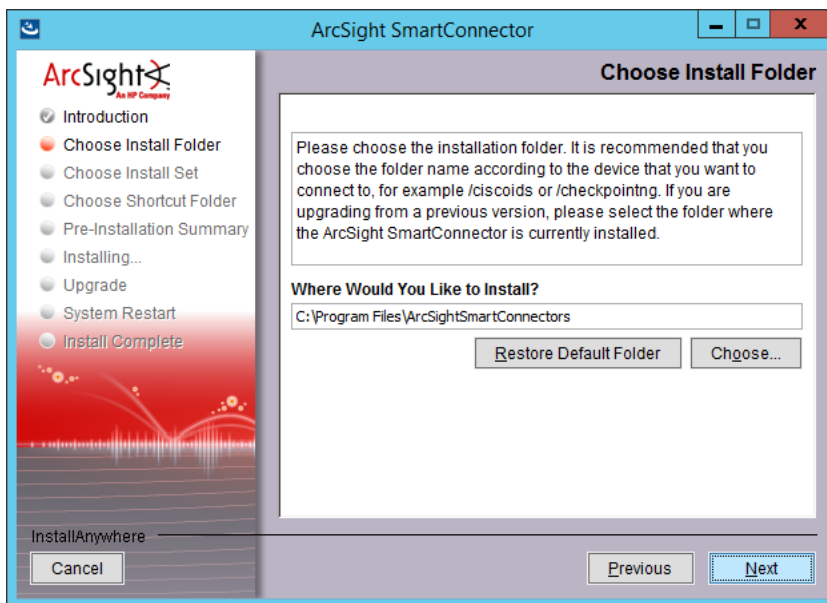 ArcSight SmartConnector
ArcSight
An HP Company
Choose Install Folder
Introduction
Choose Install Folder
Choose Install Set
Choose Shortcut Folder
Pre-Installation Summary
Installing...
Upgrade
System Restart
Install Complete
Please choose the installation folder. It is recommended that you
choose the folder name according to the device that you want to
connect to, for example /ciscoids or /checkpointng. If you are
upgrading from a previous version, please select the folder where
the ArcSight SmartConnector is currently installed.
Where Would You Like to Install?
C:\Program Files\ArcSightSmartConnectors
Restore Default Folder
Choose...
InstallAnywhere
Cancel
Previous
Next